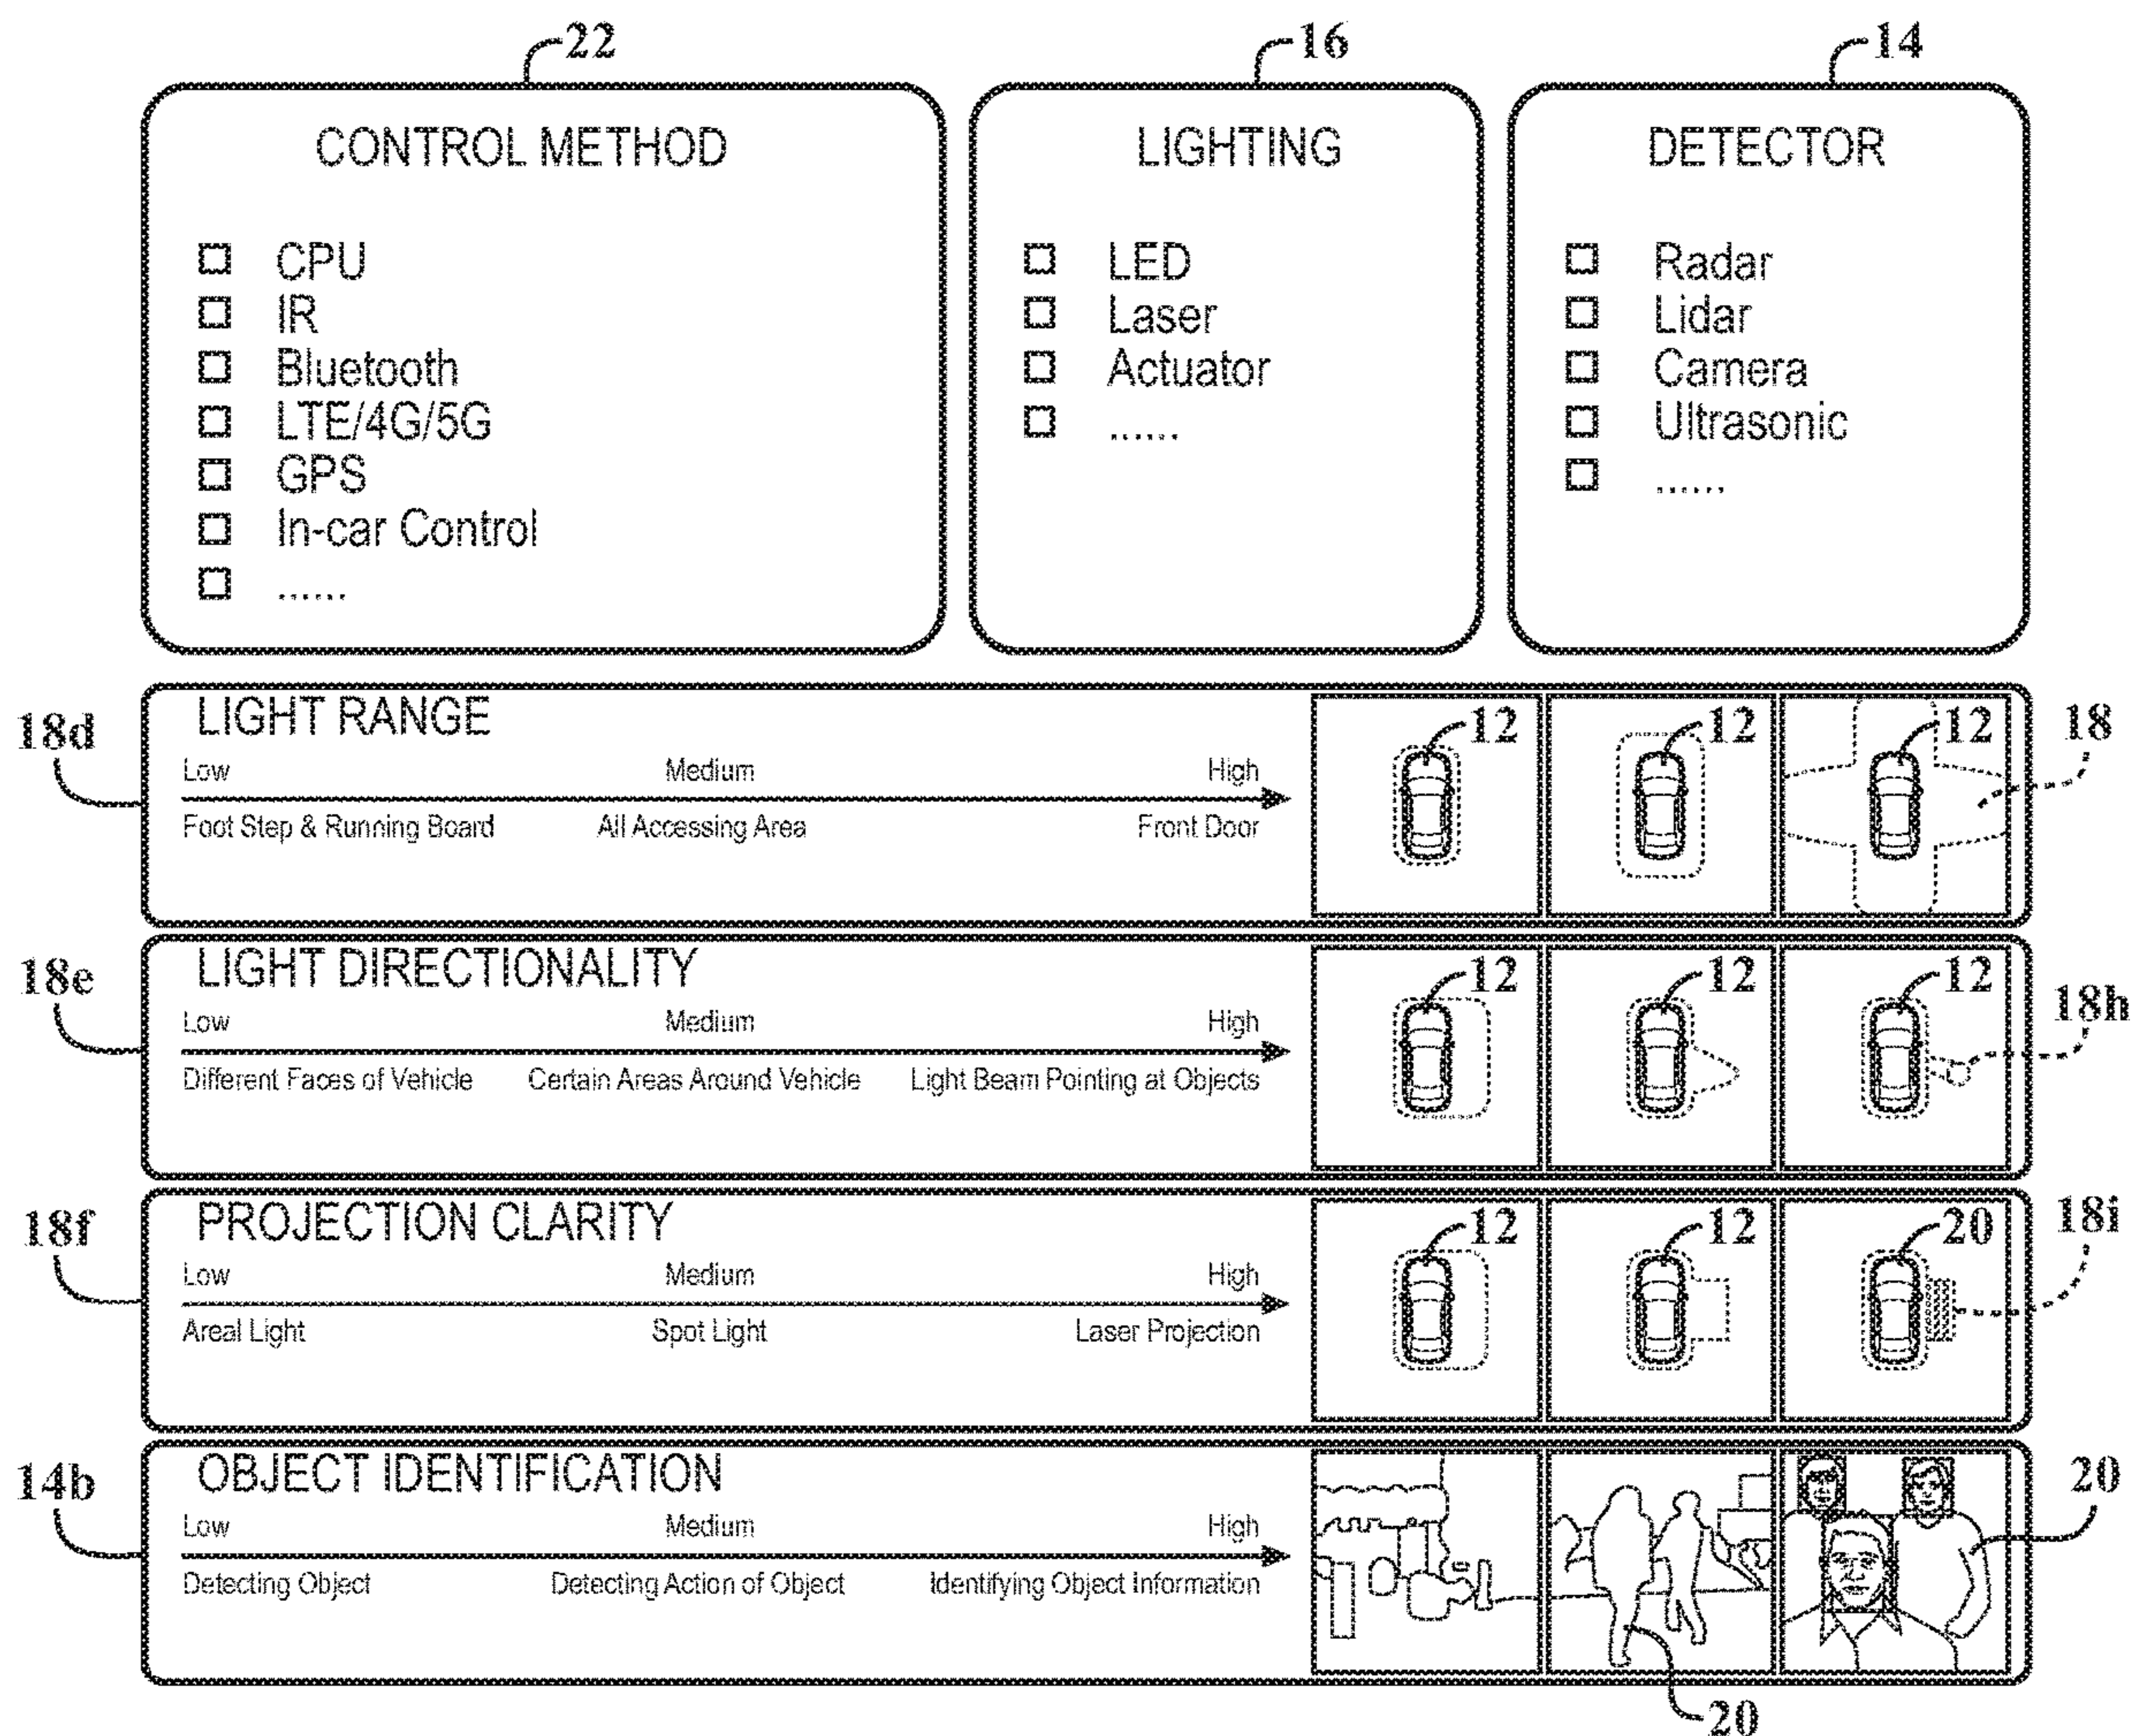 22
16
14
CONTROL METHOD
CPU
IR
Bluetooth
LTE/4G/5G
GPS
In-car Control
......
LIGHTING
LED
Laser
Actuator
......
DETECTOR
Radar
Lidar
Camera
Ultrasonic
......
18d
LIGHT RANGE
Low Medium High
Foot Step & Running Board All Accessing Area Front Door
12 12 12 18
18e
LIGHT DIRECTIONALITY
Low Medium High
Different Faces of Vehicle Certain Areas Around Vehicle Light Beam Pointing at Objects
12 12 12 18h
18f
PROJECTION CLARITY
Low Medium High
Areal Light Spot Light Laser Projection
12 12 20 18i
14b
OBJECT IDENTIFICATION
Low Medium High
Detecting Object Detecting Action of Object Identifying Object Information
20
20